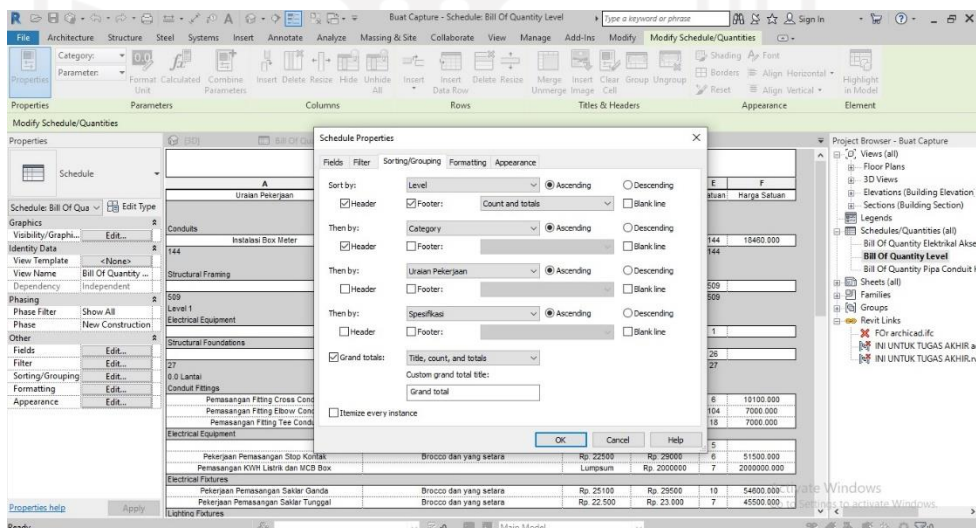 Buat Capture - Schedule: Bill Of Quantity Level
Type a keyword or phrase
Sign In
File Architecture Structure Steel Systems Insert Annotate Analyze Massing & Site Collaborate View Manage Add-Ins Modify Modify Schedule/Quantities
Properties
Category:
Parameter:
Format Unit
Calculated
Combine Parameters
Insert Delete Resize Hide Unhide All
Insert
Insert Data Row
Delete Resize
Merge Unmerge
Insert Image
Clear Cell
Group Ungroup
Shading
Borders
Reset
Font
Align Horizontal
Align Vertical
Highlight in Model
Properties Parameters Columns Rows Titles & Headers Appearance Element
Modify Schedule/Quantities
Properties
Schedule
Schedule: Bill Of Qua
Edit Type
Graphics
Visibility/Graphi... Edit...
Identity Data
View Template <None>
View Name Bill Of Quantity ...
Dependency Independent
Phasing
Phase Filter Show All
Phase New Construction
Other
Fields Edit...
Filter Edit...
Sorting/Grouping Edit...
Formatting Edit...
Appearance Edit...
Properties help
Apply
{3D}
A
Uraian Pekerjaan
E F
Harga Satuan
Conduits
Instalasi Box Meter 144 18460.000
144 144
Structural Framing
509
509 509
Level 1
Electrical Equipment
1
Structural Foundations
26
27 27
0.0 Lantai
Conduit Fittings
6 10100.000
104 7000.000
18 7000.000
Electrical Equipment
5
Pekerjaan Pemasangan Stop Kontak Brocco dan yang setara Rp. 22500 Rp. 29000 6 51500.000
Pemasangan KWH Listrik dan MCB Box Lumpsum Rp. 2000000 7 2000000.000
Electrical Fixtures
Pekerjaan Pemasangan Saklar Ganda Brocco dan yang setara Rp. 25100 Rp. 29500 10 54600.000
Pekerjaan Pemasangan Saklar Tunggal Brocco dan yang setara Rp. 22.500 Rp. 23.000 7 45500.000
Lighting Fixtures
Schedule Properties
Fields Filter Sorting/Grouping Formatting Appearance
Sort by: Level Ascending Descending
Header Footer: Count and totals Blank line
Then by: Category Ascending Descending
Header Footer: Blank line
Then by: Uraian Pekerjaan Ascending Descending
Header Footer: Blank line
Then by: Spesifikasi Ascending Descending
Header Footer: Blank line
Grand totals: Title, count, and totals
Custom grand total title:
Grand total
Itemize every instance
OK Cancel Help
Project Browser - Buat Capture
Views (all)
Floor Plans
3D Views
Elevations (Building Elevation
Sections (Building Section)
Legends
Schedules/Quantities (all)
Bill Of Quantity Elektrikal Akse
Bill Of Quantity Level
Bill Of Quantity Pipa Conduit
Sheets (all)
Families
Groups
Revit Links
FOr archicad.ifc
INI UNTUK TUGAS AKHIR
INI UNTUK TUGAS AKHIR.rv
Activate Windows
Go to Settings to activate Windows.
Ready
Main Model